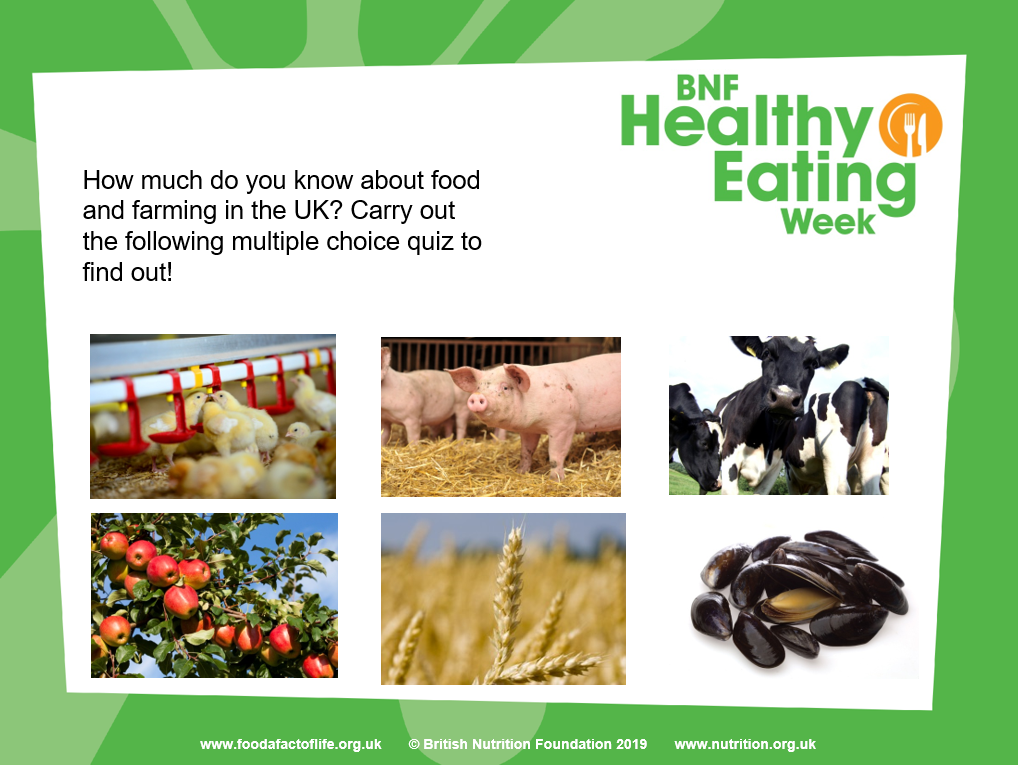 BNF
Healthy
Eating
Week
How much do you know about food
and farming in the UK? Carry out
the following multiple choice quiz to
find out!
www.foodafactoflife.org.uk © British Nutrition Foundation 2019 www.nutrition.org.uk